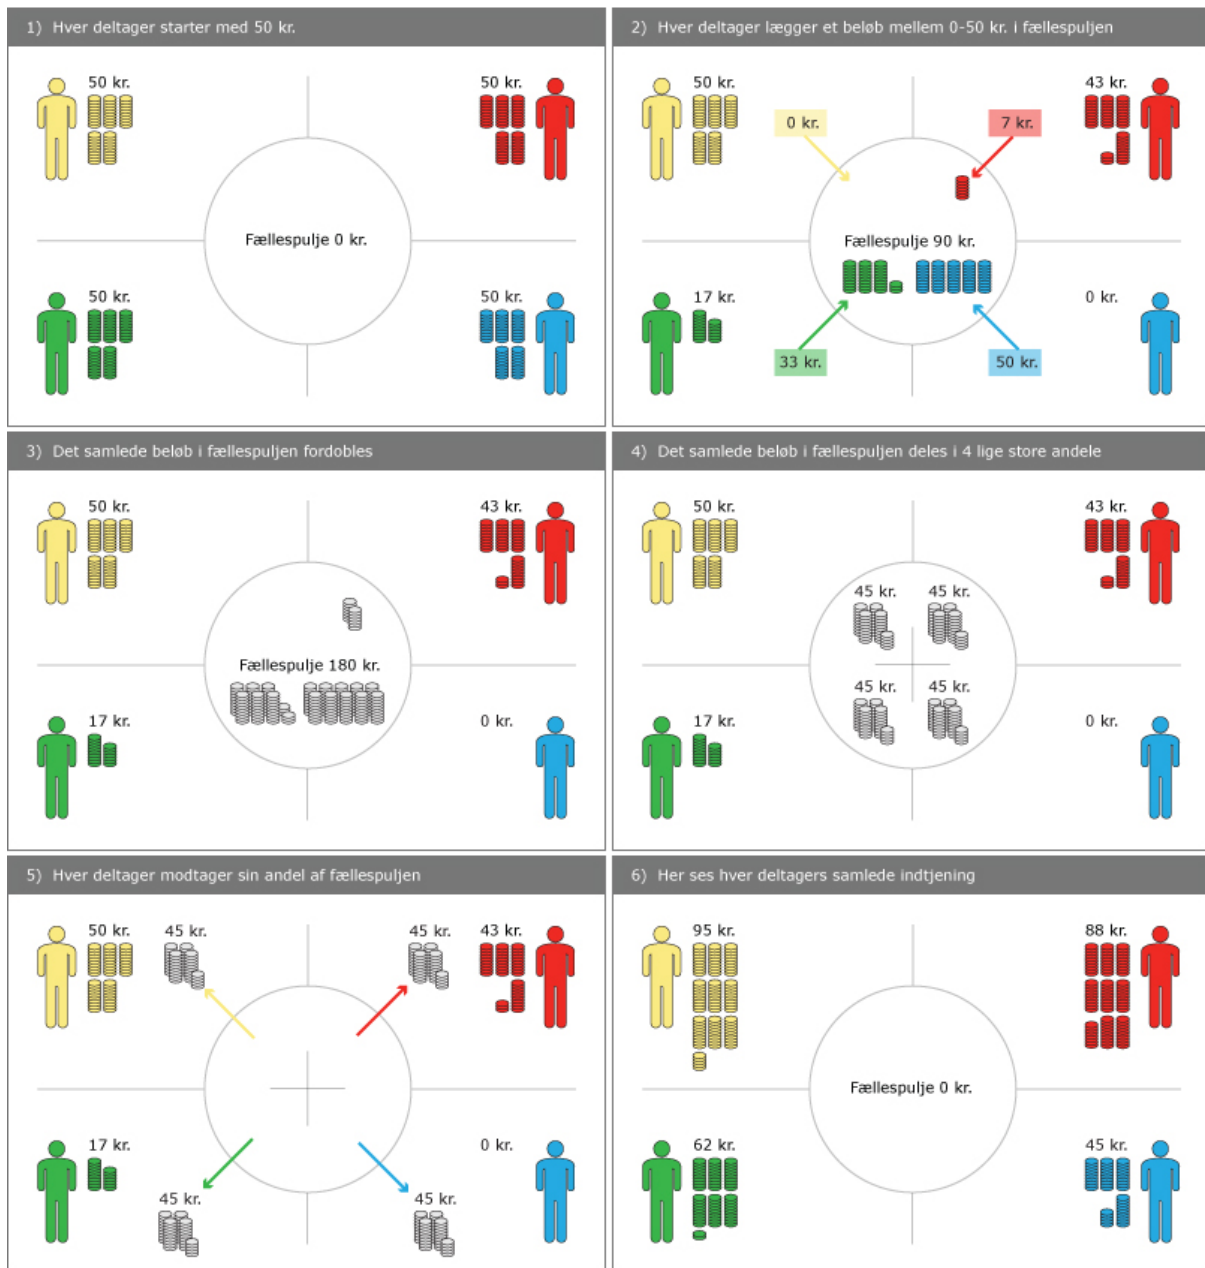 1) Hver deltager starter med 50 kr.
50 kr.
50 kr.
Fællespulje 0 kr.
50 kr.
50 kr.
2) Hver deltager lægger et beløb mellem 0-50 kr. i fællespuljen
50 kr.
43 kr.
0 kr.
7 kr.
Fællespulje 90 kr.
17 kr.
0 kr.
33 kr.
50 kr.
3) Det samlede beløb i fællespuljen fordobles
50 kr.
43 kr.
Fællespulje 180 kr.
17 kr.
0 kr.
4) Det samlede beløb i fællespuljen deles i 4 lige store andele
50 kr.
43 kr.
45 kr.
45 kr.
45 kr.
45 kr.
17 kr.
0 kr.
5) Hver deltager modtager sin andel af fællespuljen
50 kr.
45 kr.
45 kr.
43 kr.
17 kr.
0 kr.
45 kr.
45 kr.
6) Her ses hver deltagers samlede indtjening
95 kr.
88 kr.
Fællespulje 0 kr.
62 kr.
45 kr.